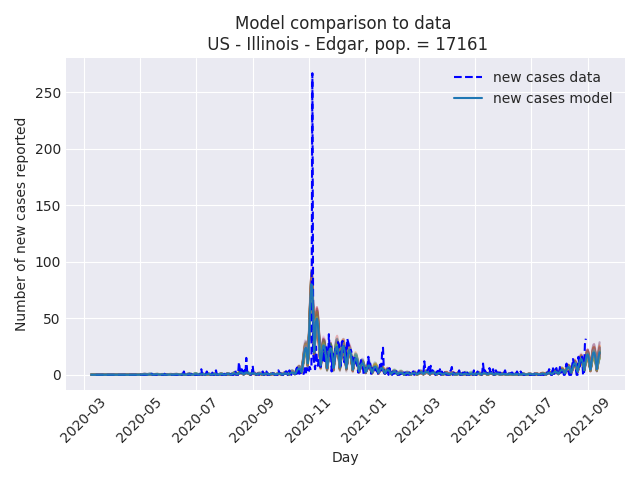 Model comparison to data
US - Illinois - Edgar, pop. = 17161
new cases data
new cases model
Number of new cases reported
250
200
150
100
50
0
2020-03
2020-05
2020-07
2020-09
2020-11
2021-01
2021-03
2021-05
2021-07
2021-09
Day